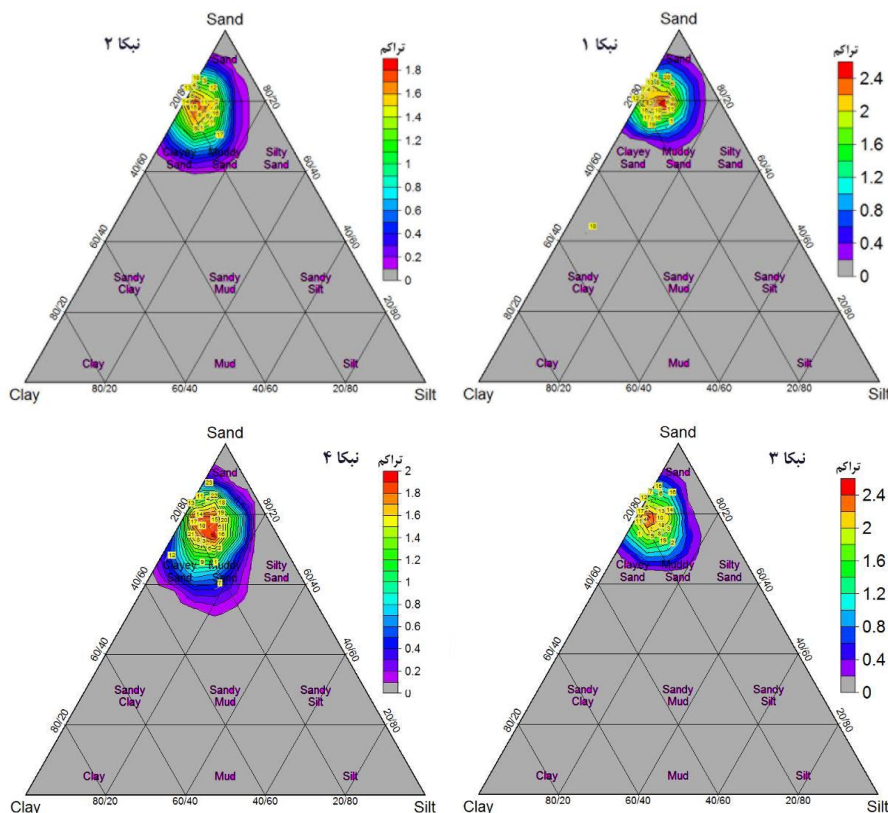 نبکا ۲
Sand
تراکم
1.8
1.6
1.4
1.2
1
0.8
0.6
0.4
0.2
0
Sand
20/80
80/20
Clayey Sand
Muddy Sand
Silty Sand
40/60
60/40
60/40
40/60
Sandy Clay
Sandy Mud
Sandy Silt
80/20
20/80
Clay
Mud
Silt
Clay
80/20
60/40
40/60
20/80
Silt
نبکا ۱
Sand
تراکم
2.4
2
1.6
1.2
0.8
0.4
0
Sand
20/80
80/20
Clayey Sand
Muddy Sand
Silty Sand
40/60
60/40
60/40
40/60
Sandy Clay
Sandy Mud
Sandy Silt
80/20
20/80
Clay
Mud
Silt
Clay
80/20
60/40
40/60
20/80
Silt
نبکا ۴
Sand
تراکم
2
1.8
1.6
1.4
1.2
1
0.8
0.6
0.4
0.2
0
Sand
20/80
80/20
Clayey Sand
Muddy Sand
Silty Sand
40/60
60/40
60/40
40/60
Sandy Clay
Sandy Mud
Sandy Silt
80/20
20/80
Clay
Mud
Silt
Clay
80/20
60/40
40/60
20/80
Silt
نبکا ۳
Sand
تراکم
2.4
2
1.6
1.2
0.8
0.4
0
Sand
20/80
80/20
Clayey Sand
Muddy Sand
Silty Sand
40/60
60/40
60/40
40/60
Sandy Clay
Sandy Mud
Sandy Silt
80/20
20/80
Clay
Mud
Silt
Clay
80/20
60/40
40/60
20/80
Silt